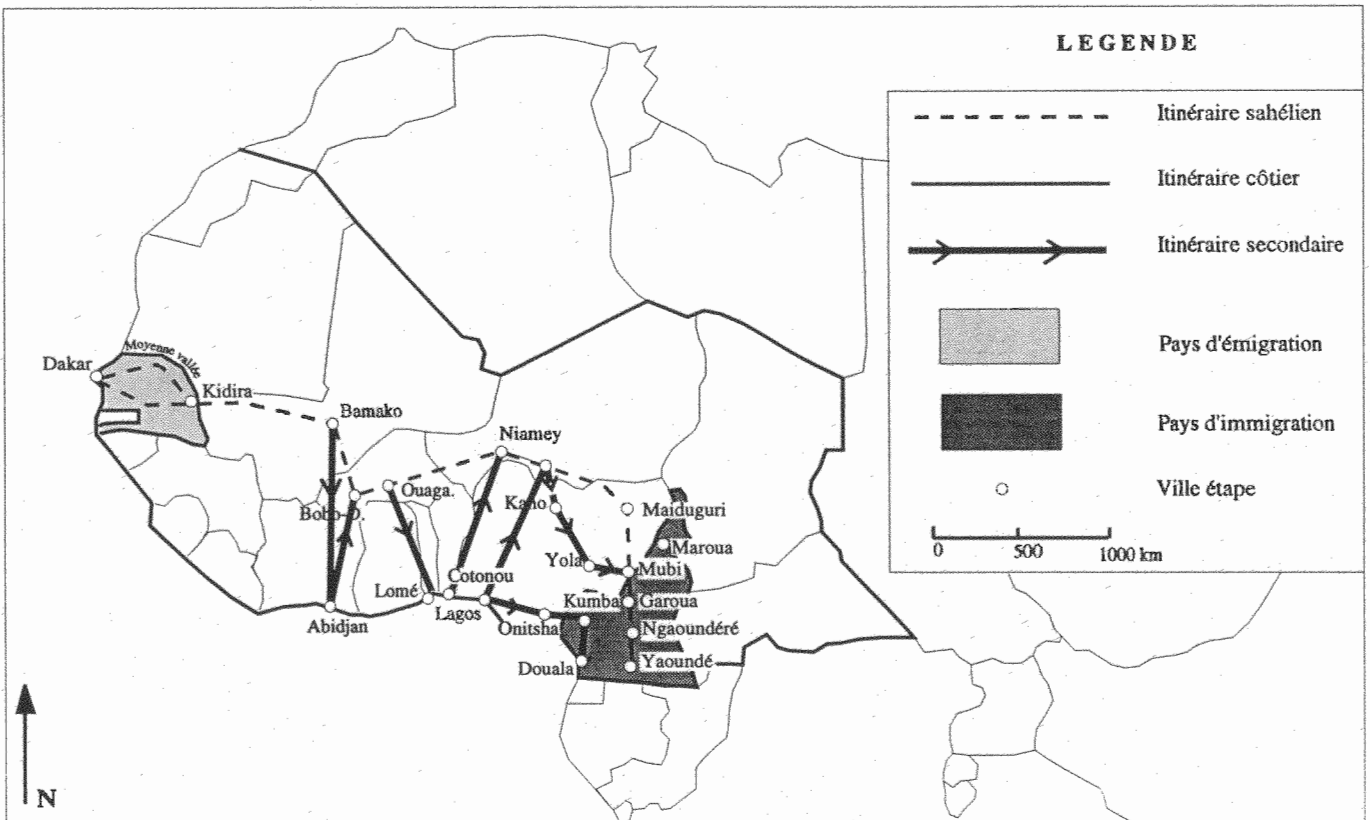 LEGENDE
Itinéraire sahélien
Itinéraire côtier
Itinéraire secondaire
Pays d'émigration
Pays d'immigration
Ville étape
0 500 1000 km
Moyenne vallée
Dakar
Kidira
Bamako
Niamey
Ouaga.
Bobo-D.
Kano
Maiduguri
Maroua
Yola
Mubi
Cotonou
Lomé
Lagos
Kumba
Garoua
Abidjan
Onitsha
Ngaoundéré
Douala
Yaoundé
N